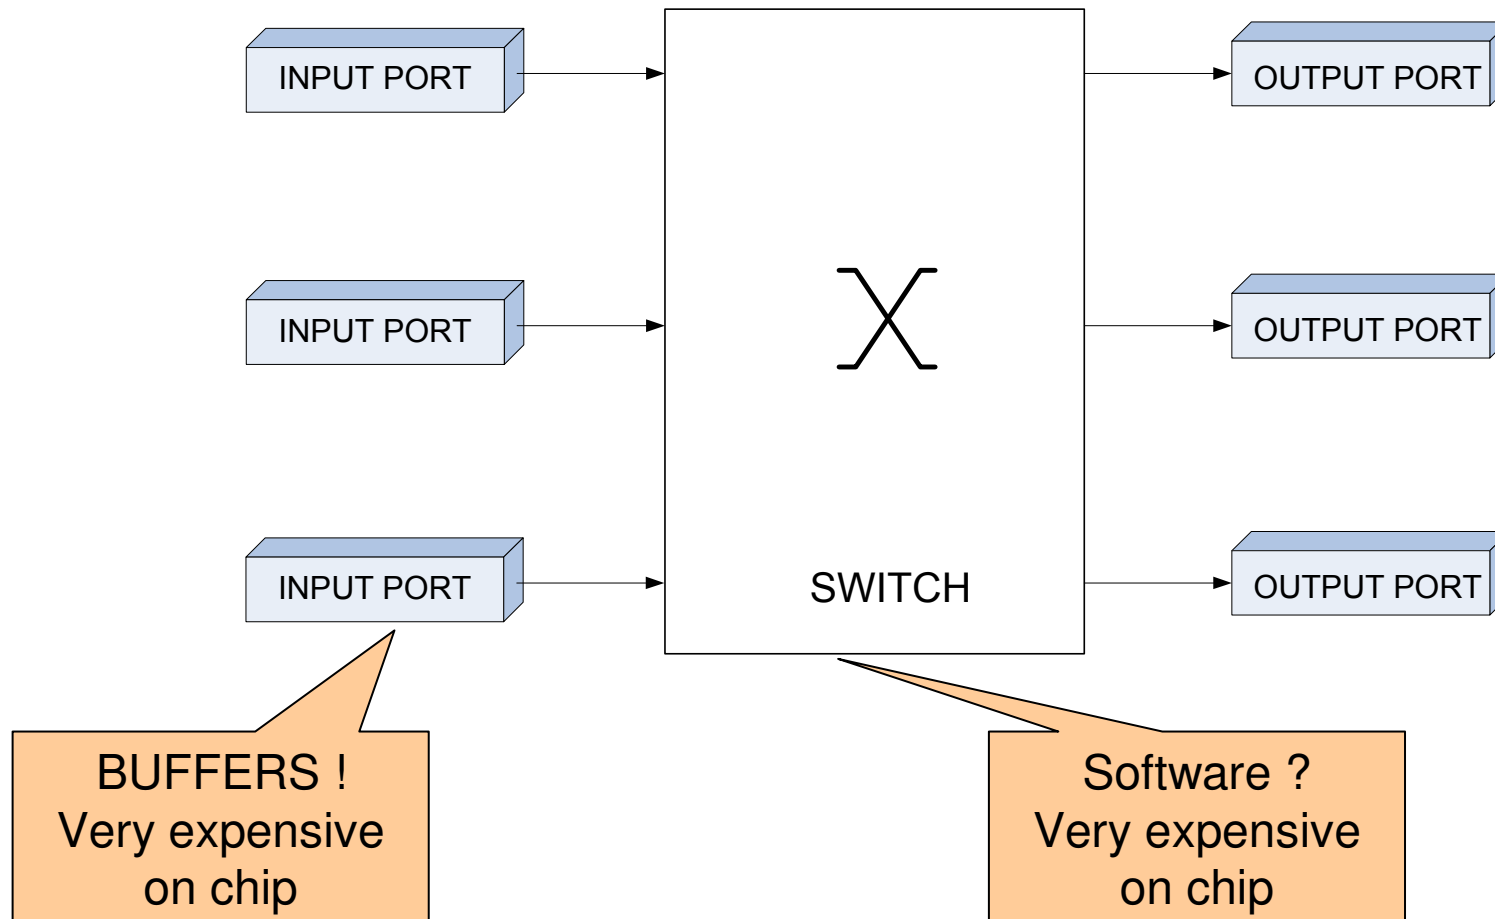 INPUT PORT
OUTPUT PORT
INPUT PORT
OUTPUT PORT
INPUT PORT
SWITCH
OUTPUT PORT
BUFFERS !
Very expensive
on chip
Software ?
Very expensive
on chip